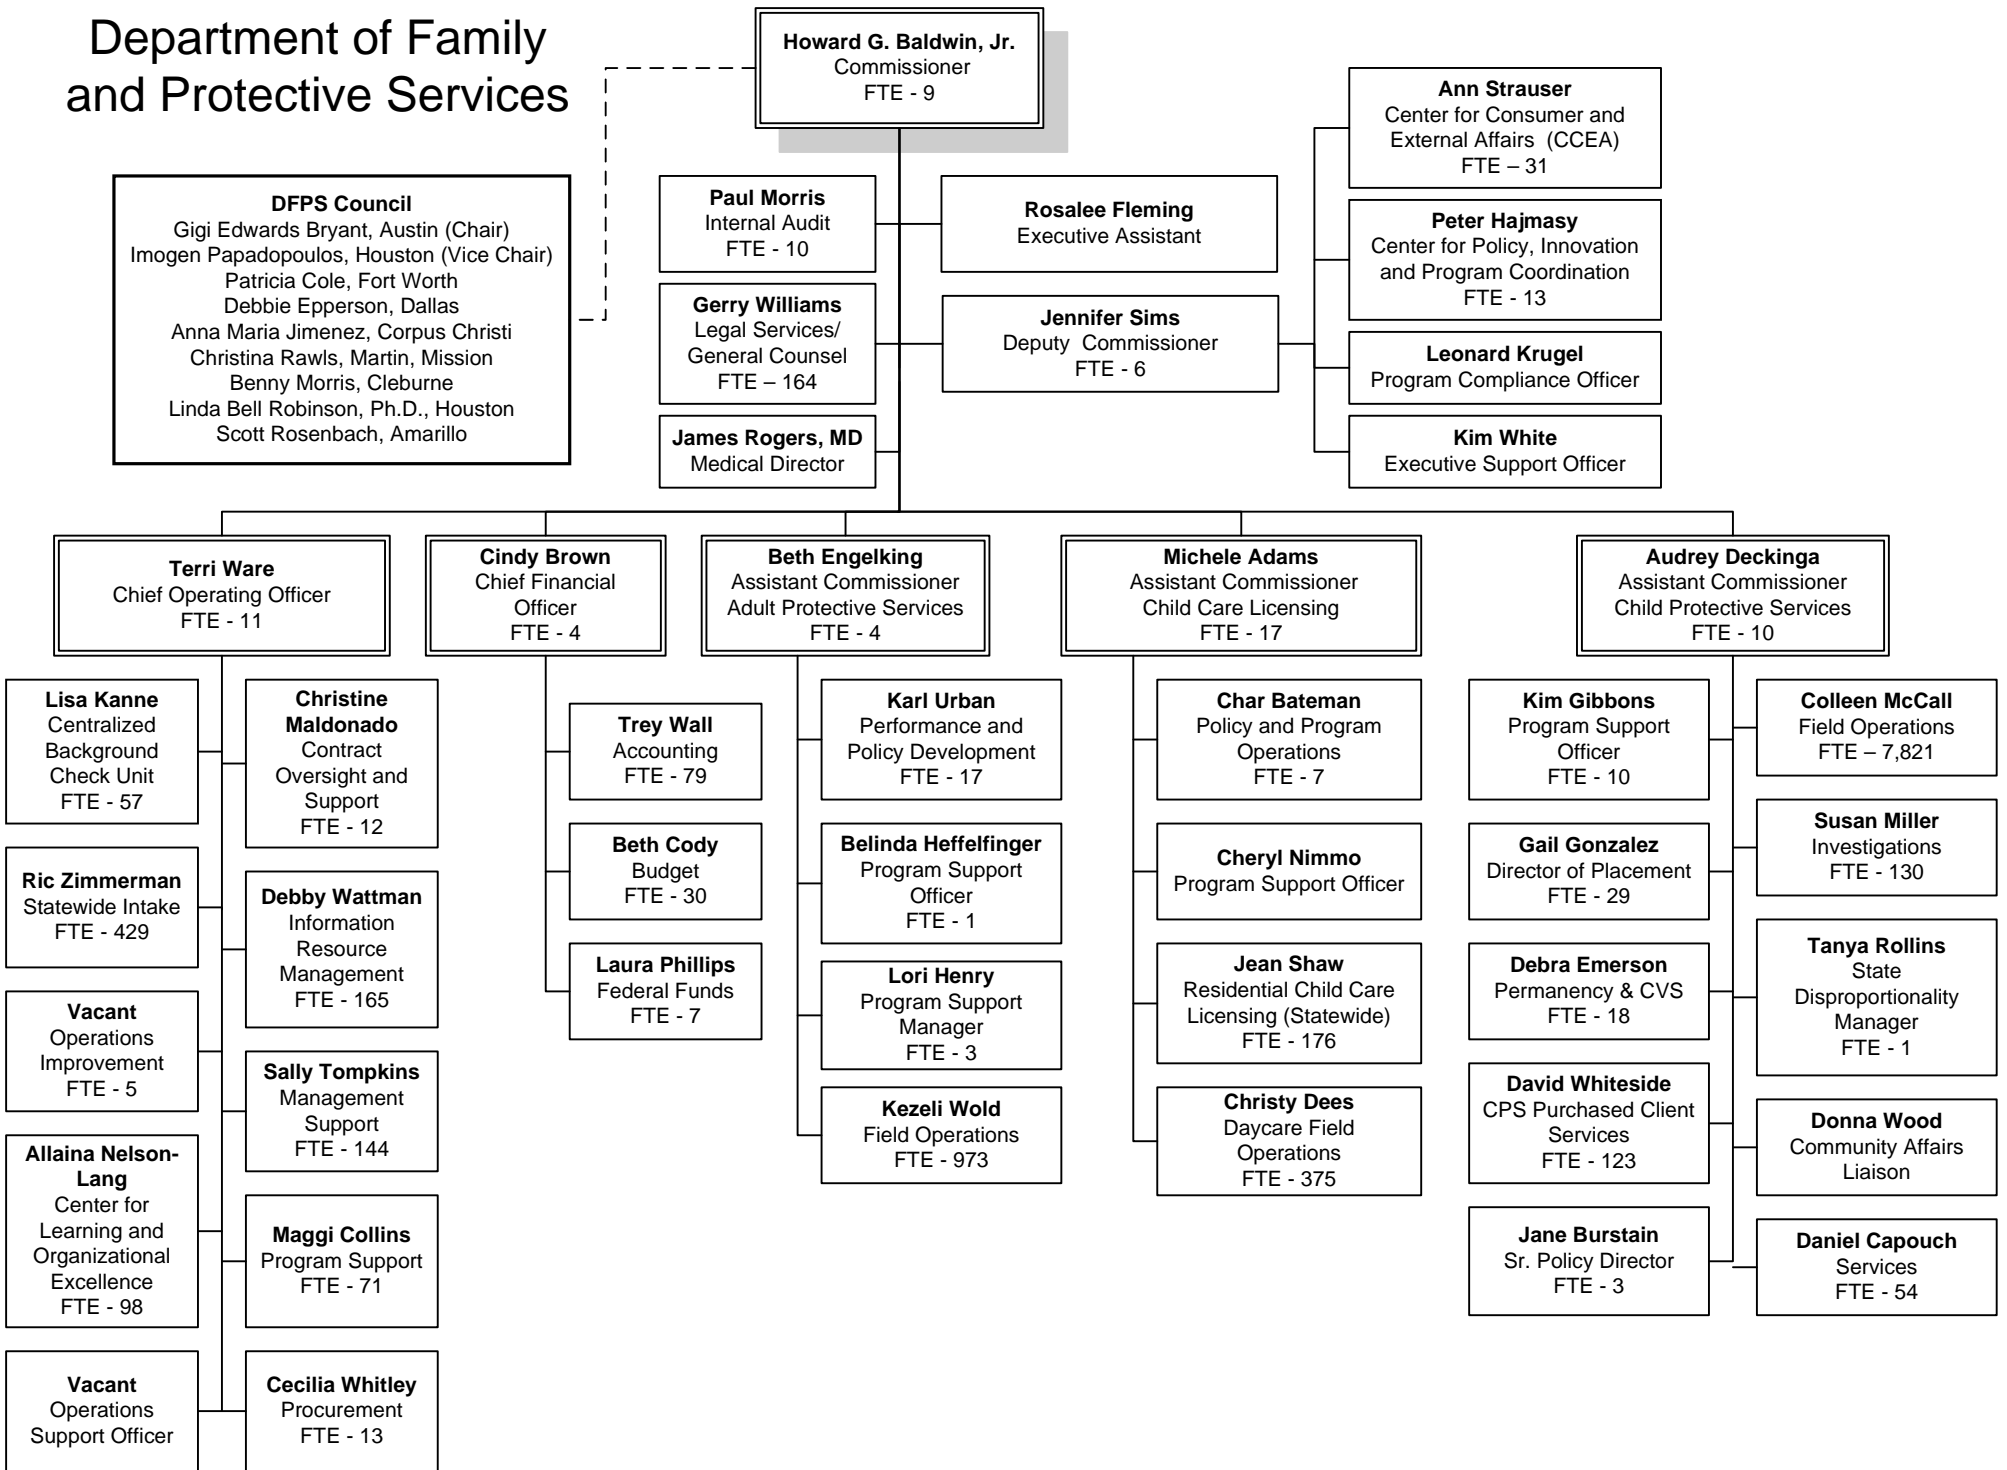 Department of Family
and Protective Services
Howard G. Baldwin, Jr.
Commissioner
FTE - 9
DFPS Council
Gigi Edwards Bryant, Austin (Chair)
Imogen Papadopoulos, Houston (Vice Chair)
Patricia Cole, Fort Worth
Debbie Epperson, Dallas
Anna Maria Jimenez, Corpus Christi
Christina Rawls, Martin, Mission
Benny Morris, Cleburne
Linda Bell Robinson, Ph.D., Houston
Scott Rosenbach, Amarillo
Paul Morris
Internal Audit
FTE - 10
Rosalee Fleming
Executive Assistant
Gerry Williams
Legal Services/
General Counsel
FTE – 164
Jennifer Sims
Deputy Commissioner
FTE - 6
James Rogers, MD
Medical Director
Ann Strauser
Center for Consumer and
External Affairs (CCEA)
FTE – 31
Peter Hajmasy
Center for Policy, Innovation
and Program Coordination
FTE - 13
Leonard Krugel
Program Compliance Officer
Kim White
Executive Support Officer
Terri Ware
Chief Operating Officer
FTE - 11
Cindy Brown
Chief Financial
Officer
FTE - 4
Beth Engelking
Assistant Commissioner
Adult Protective Services
FTE - 4
Michele Adams
Assistant Commissioner
Child Care Licensing
FTE - 17
Audrey Deckinga
Assistant Commissioner
Child Protective Services
FTE - 10
Lisa Kanne
Centralized
Background
Check Unit
FTE - 57
Christine
Maldonado
Contract
Oversight and
Support
FTE - 12
Ric Zimmerman
Statewide Intake
FTE - 429
Debby Wattman
Information
Resource
Management
FTE - 165
Vacant
Operations
Improvement
FTE - 5
Sally Tompkins
Management
Support
FTE - 144
Allaina Nelson-
Lang
Center for
Learning and
Organizational
Excellence
FTE - 98
Maggi Collins
Program Support
FTE - 71
Vacant
Operations
Support Officer
Cecilia Whitley
Procurement
FTE - 13
Trey Wall
Accounting
FTE - 79
Beth Cody
Budget
FTE - 30
Laura Phillips
Federal Funds
FTE - 7
Karl Urban
Performance and
Policy Development
FTE - 17
Belinda Heffelfinger
Program Support
Officer
FTE - 1
Lori Henry
Program Support
Manager
FTE - 3
Kezeli Wold
Field Operations
FTE - 973
Char Bateman
Policy and Program
Operations
FTE - 7
Cheryl Nimmo
Program Support Officer
Jean Shaw
Residential Child Care
Licensing (Statewide)
FTE - 176
Christy Dees
Daycare Field
Operations
FTE - 375
Kim Gibbons
Program Support
Officer
FTE - 10
Colleen McCall
Field Operations
FTE – 7,821
Gail Gonzalez
Director of Placement
FTE - 29
Susan Miller
Investigations
FTE - 130
Debra Emerson
Permanency & CVS
FTE - 18
Tanya Rollins
State
Disproportionality
Manager
FTE - 1
David Whiteside
CPS Purchased Client
Services
FTE - 123
Donna Wood
Community Affairs
Liaison
Jane Burstain
Sr. Policy Director
FTE - 3
Daniel Capouch
Services
FTE - 54